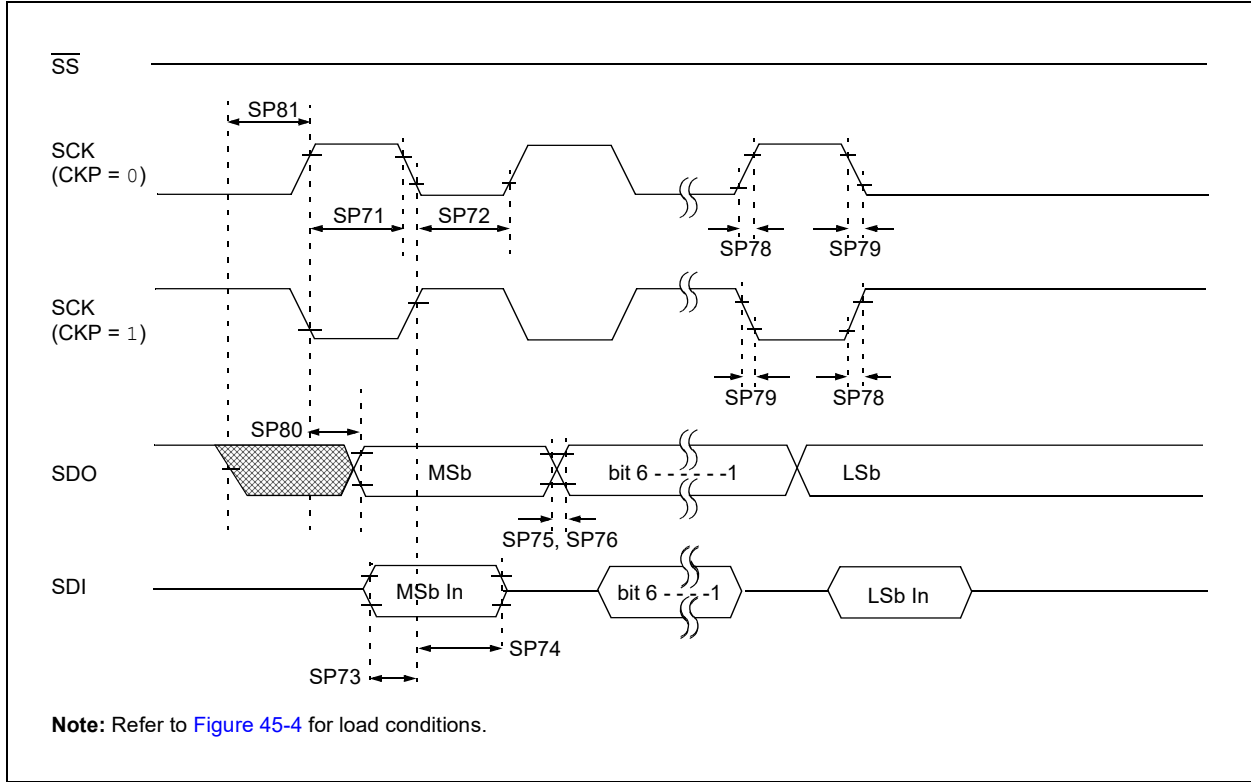 SS
SP81
SCK
(CKP = 0)
SP71
SP72
SP78
SP79
SCK
(CKP = 1)
SP79
SP78
SP80
SDO
MSb
bit 6 - - - - - - -1
LSb
SP75, SP76
SDI
MSb In
bit 6 - - - - -1
LSb In
SP74
SP73
Note: Refer to Figure 45-4 for load conditions.